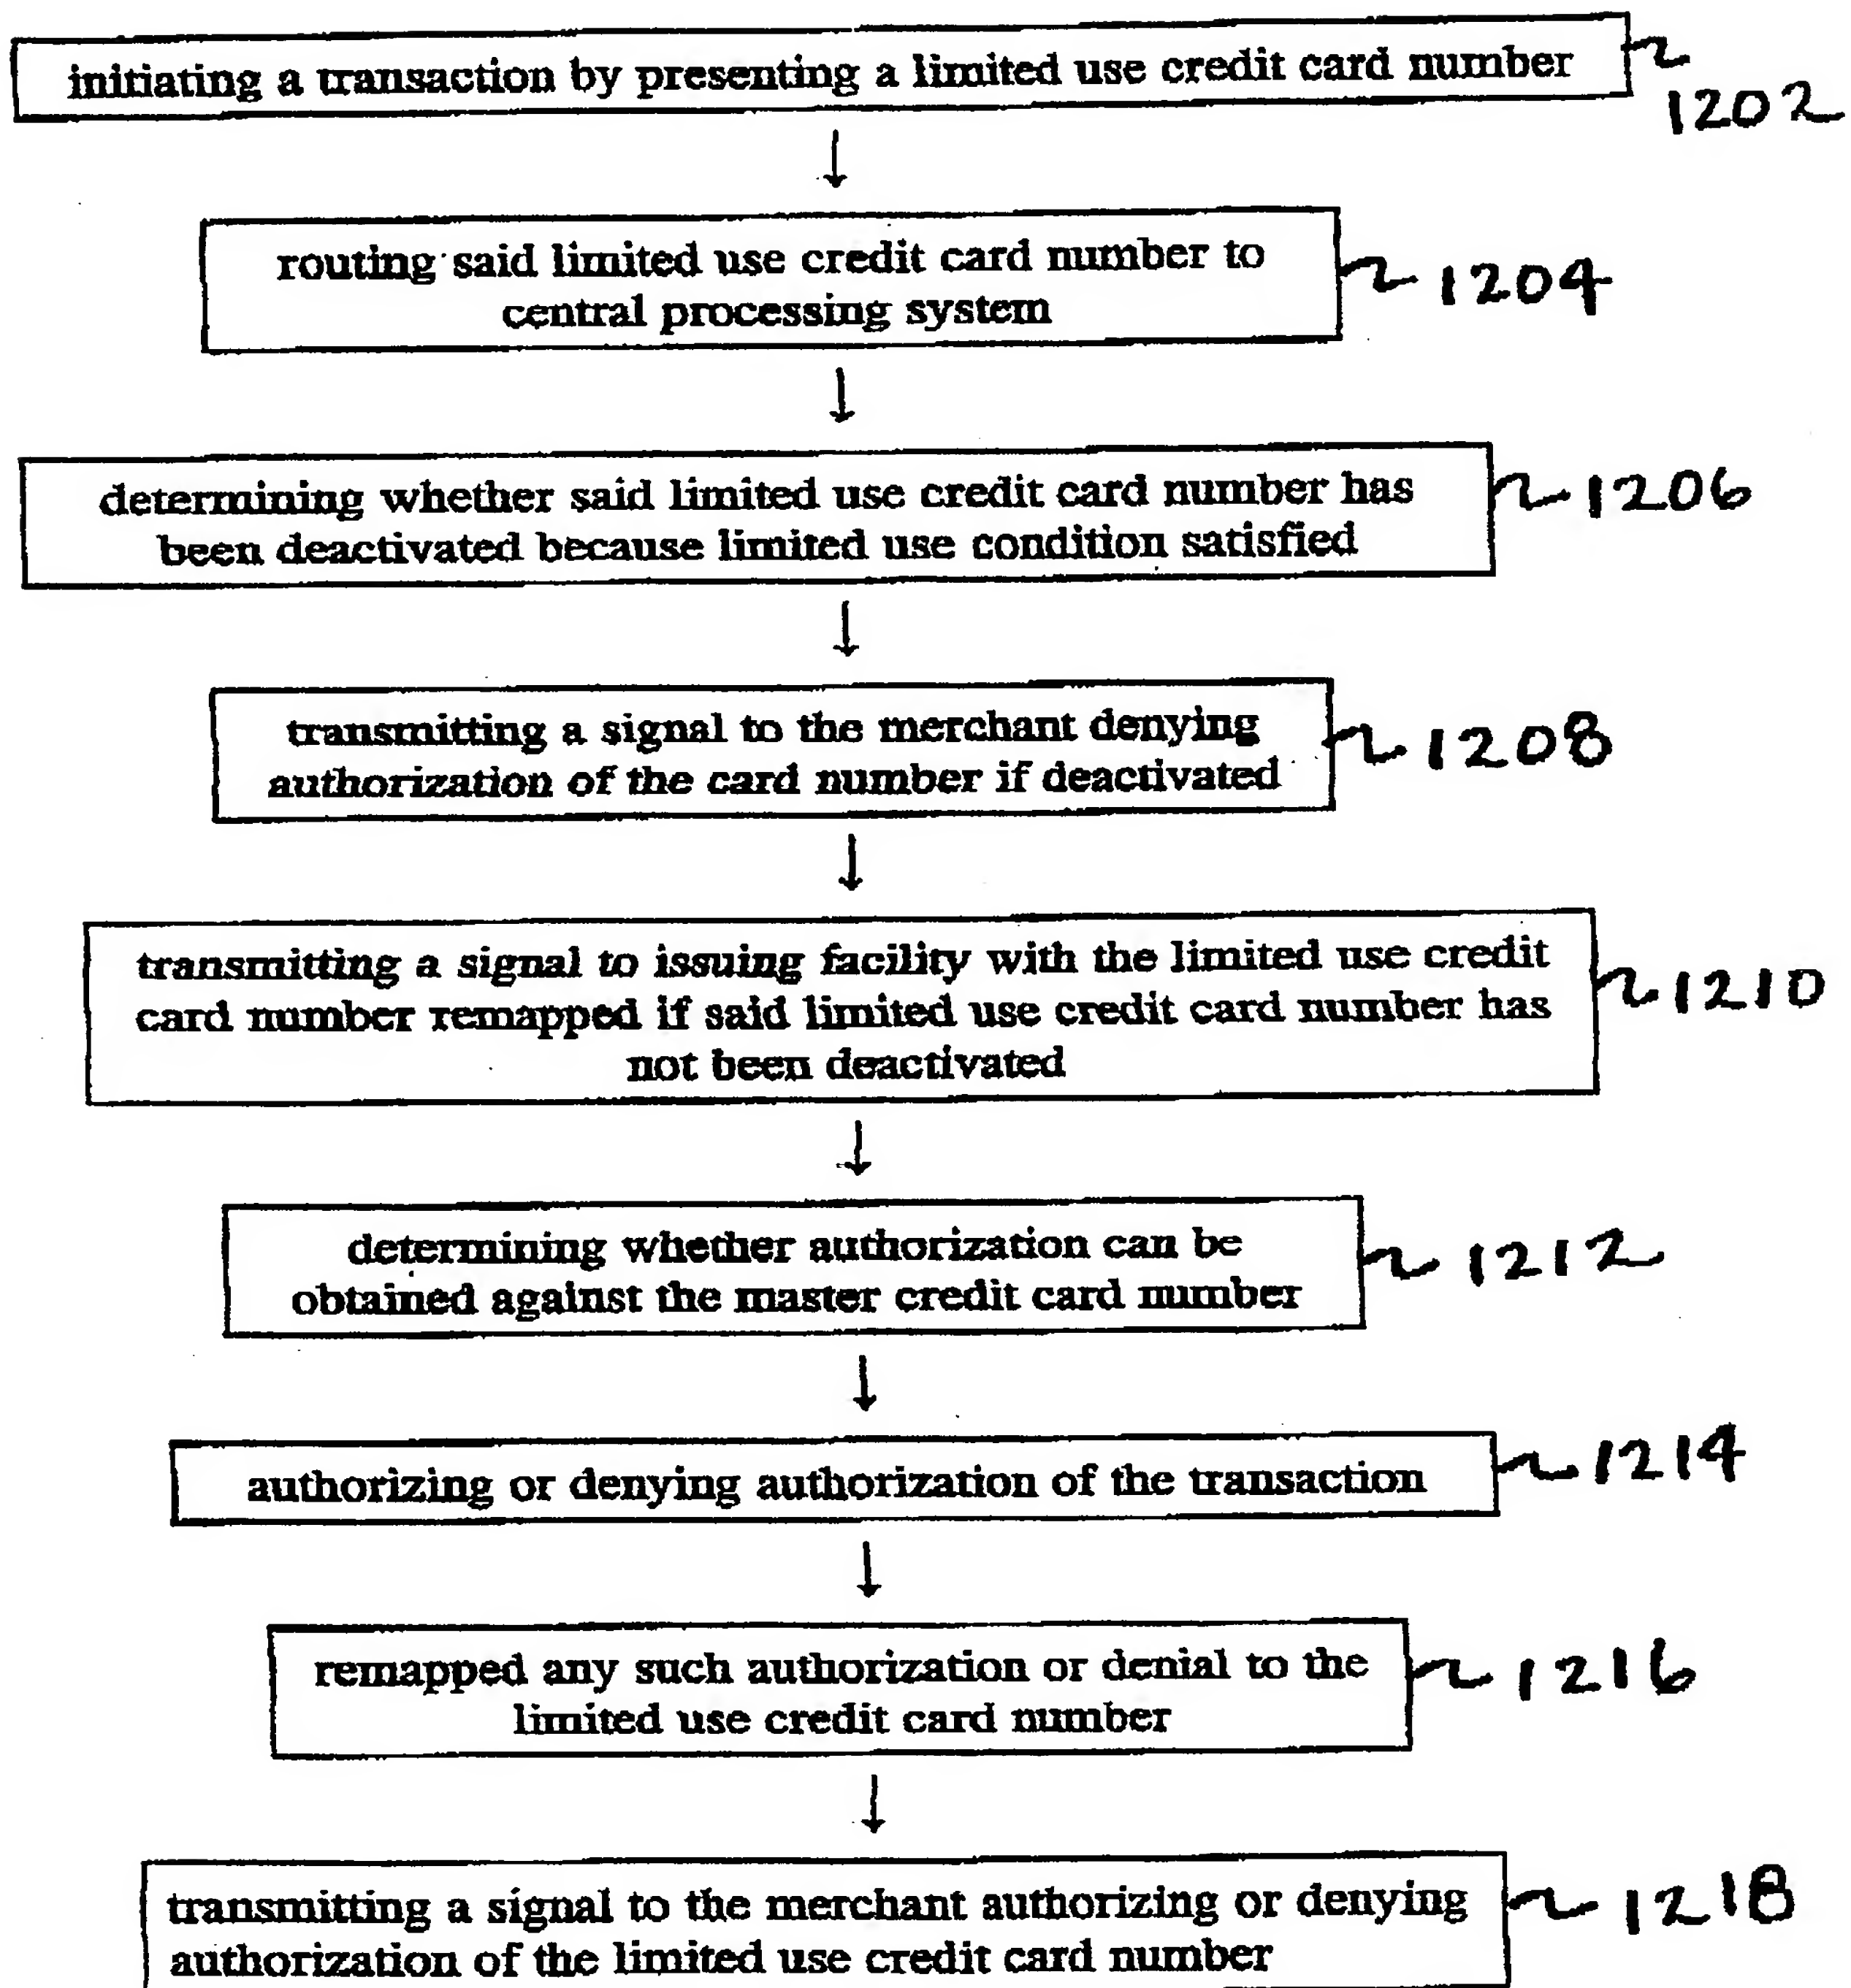 initiating a transaction by presenting a limited use credit card number
1202
routing said limited use credit card number to
central processing system
1204
determining whether said limited use credit card number has
been deactivated because limited use condition satisfied
1206
transmitting a signal to the merchant denying
authorization of the card number if deactivated
1208
transmitting a signal to issuing facility with the limited use credit
card number remapped if said limited use credit card number has
not been deactivated
1210
determining whether authorization can be
obtained against the master credit card number
1212
authorizing or denying authorization of the transaction
1214
remapped any such authorization or denial to the
limited use credit card number
1216
transmitting a signal to the merchant authorizing or denying
authorization of the limited use credit card number
1218